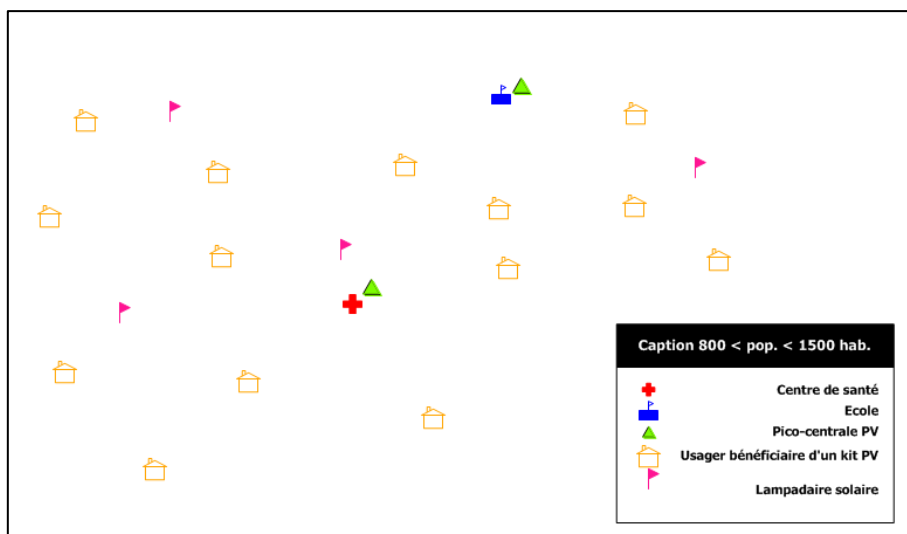 Caption 800 < pop. < 1500 hab.
Centre de santé
Ecole
Pico-centrale PV
Usager bénéficiaire d'un kit PV
Lampadaire solaire